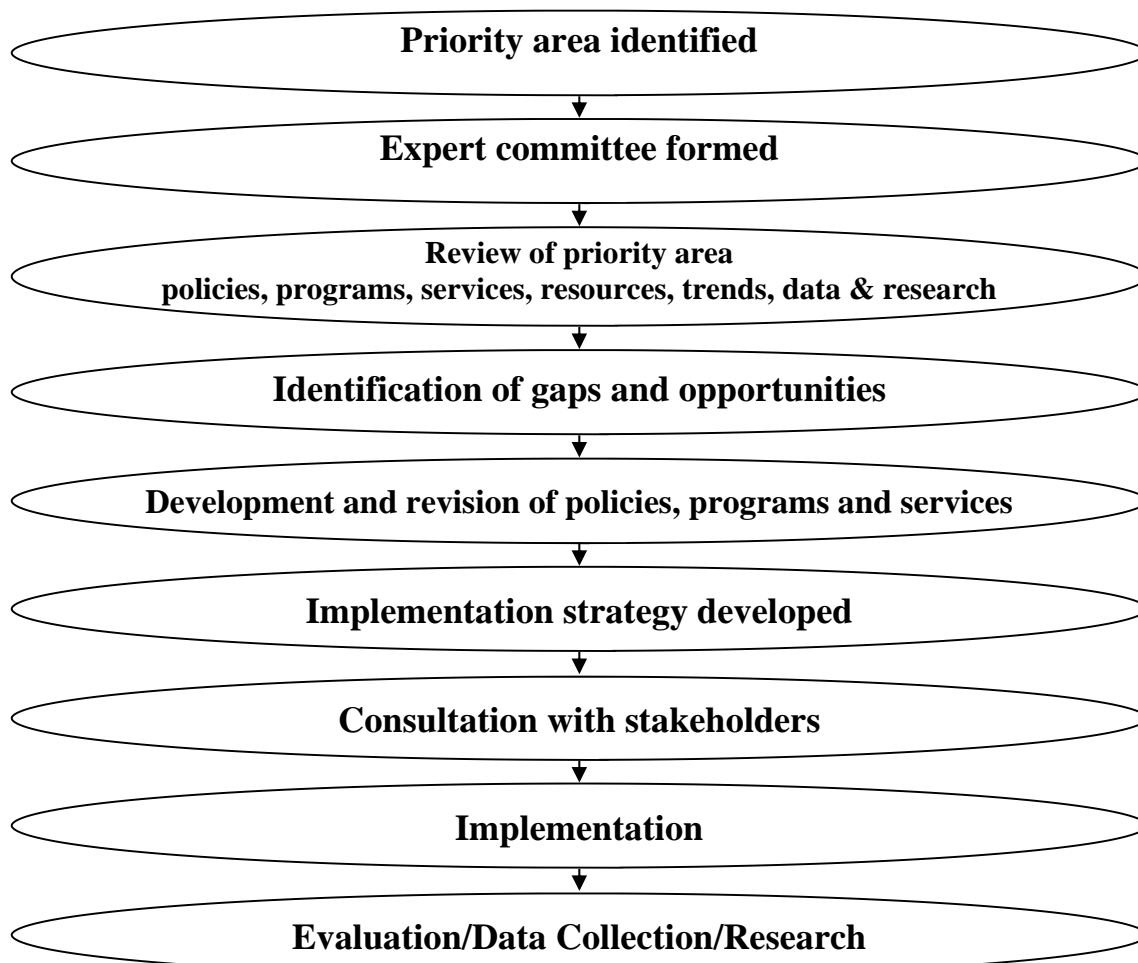 Priority area identified
Expert committee formed
Review of priority area
policies, programs, services, resources, trends, data & research
Identification of gaps and opportunities
Development and revision of policies, programs and services
Implementation strategy developed
Consultation with stakeholders
Implementation
Evaluation/Data Collection/Research